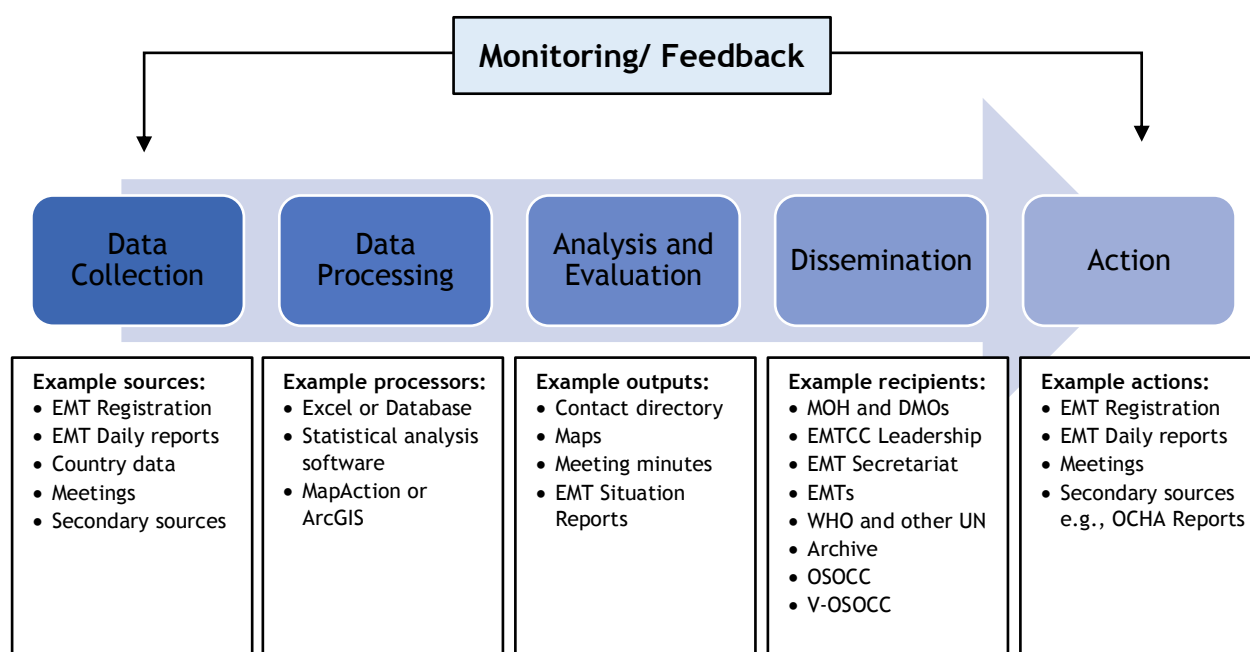 Monitoring/ Feedback
Data
Collection
Data
Processing
Analysis and
Evaluation
Dissemination
Action
Example sources:
• EMT Registration
• EMT Daily reports
• Country data
• Meetings
• Secondary sources
Example processors:
• Excel or Database
• Statistical analysis
software
• MapAction or
ArcGIS
Example outputs:
• Contact directory
• Maps
• Meeting minutes
• EMT Situation
Reports
Example recipients:
• MOH and DMOs
• EMTCC Leadership
• EMT Secretariat
• EMTs
• WHO and other UN
• Archive
• OSOCC
• V-OSOCC
Example actions:
• EMT Registration
• EMT Daily reports
• Meetings
• Secondary sources
e.g., OCHA Reports